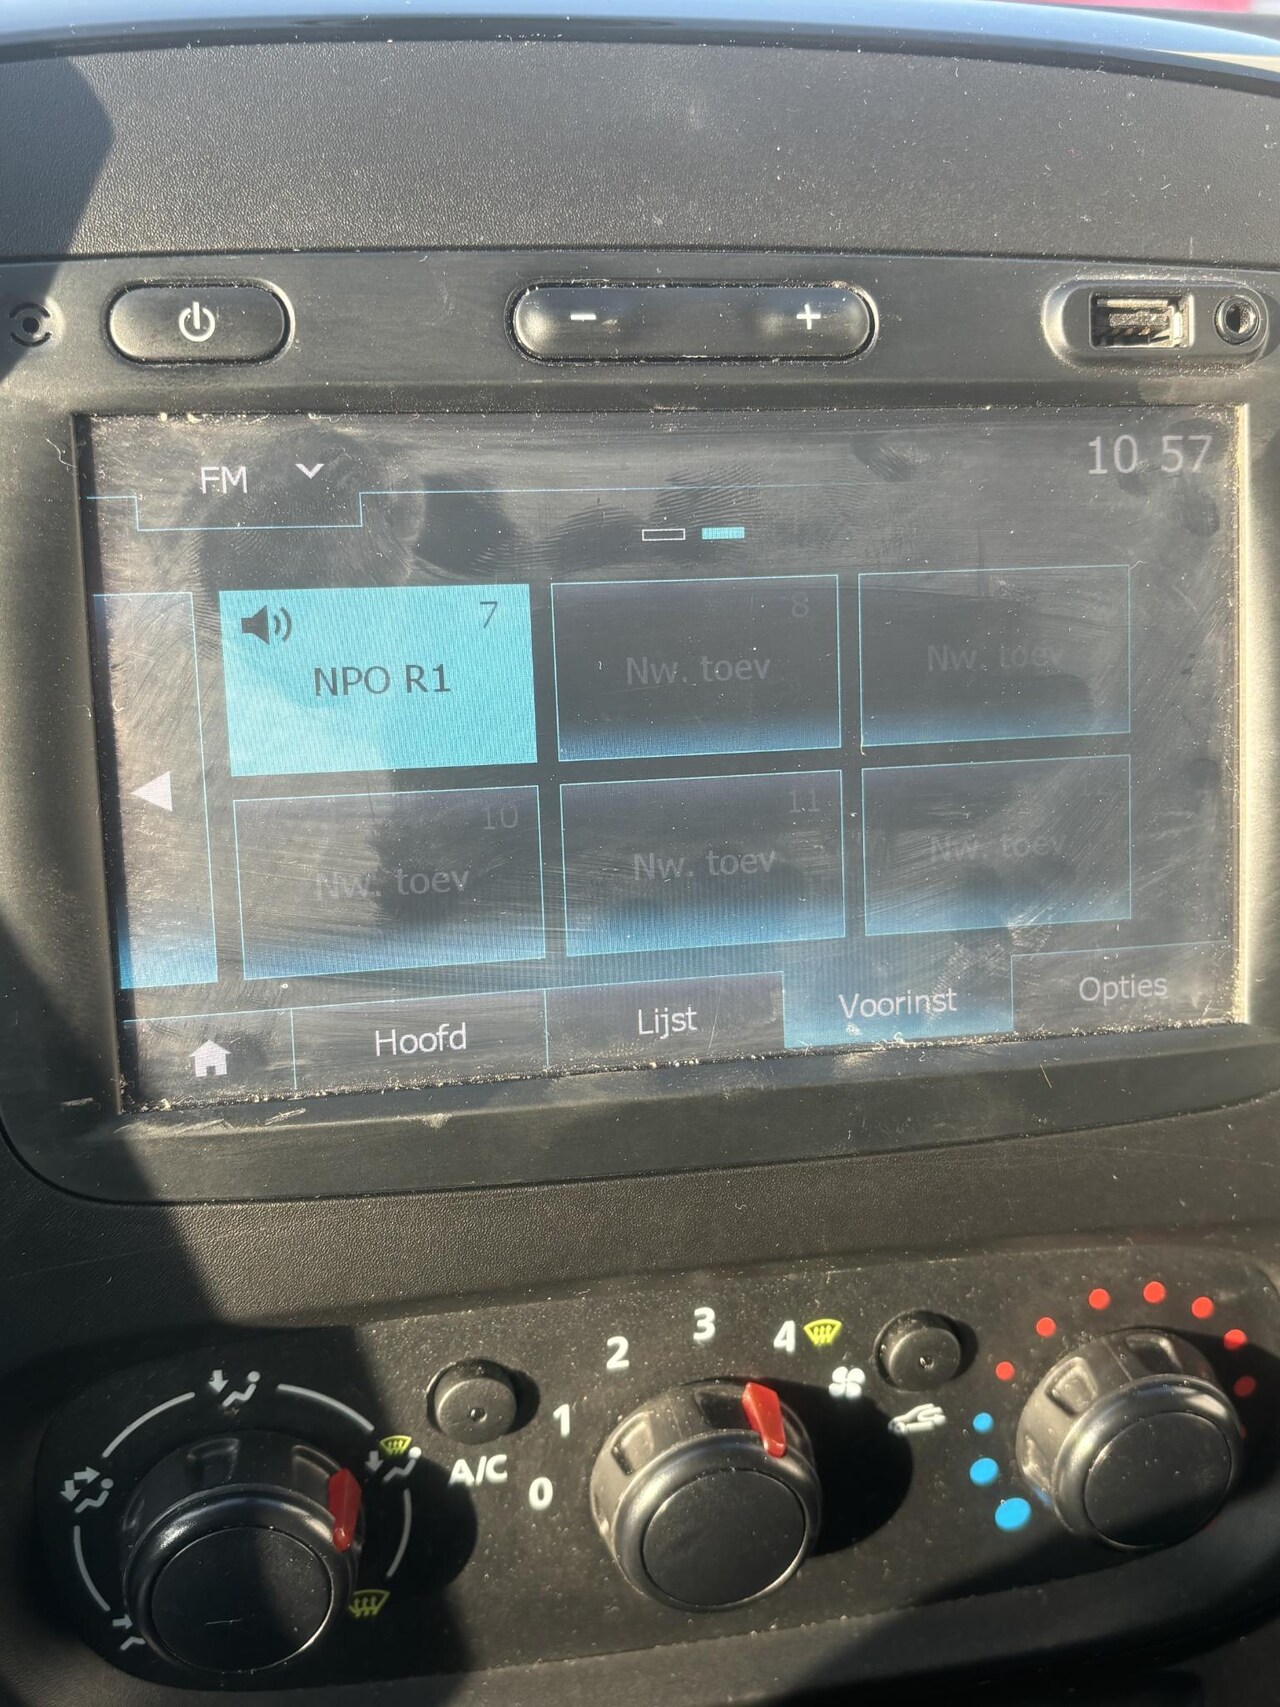 FM
10 57
7
NPO R1
8
Nw. toev
Nw. toev
10
Nw. toev
11
Nw. toev
Nw. toev
Hoofd
Lijst
Voorinst
Opties
A/C
0
1
2
3
4